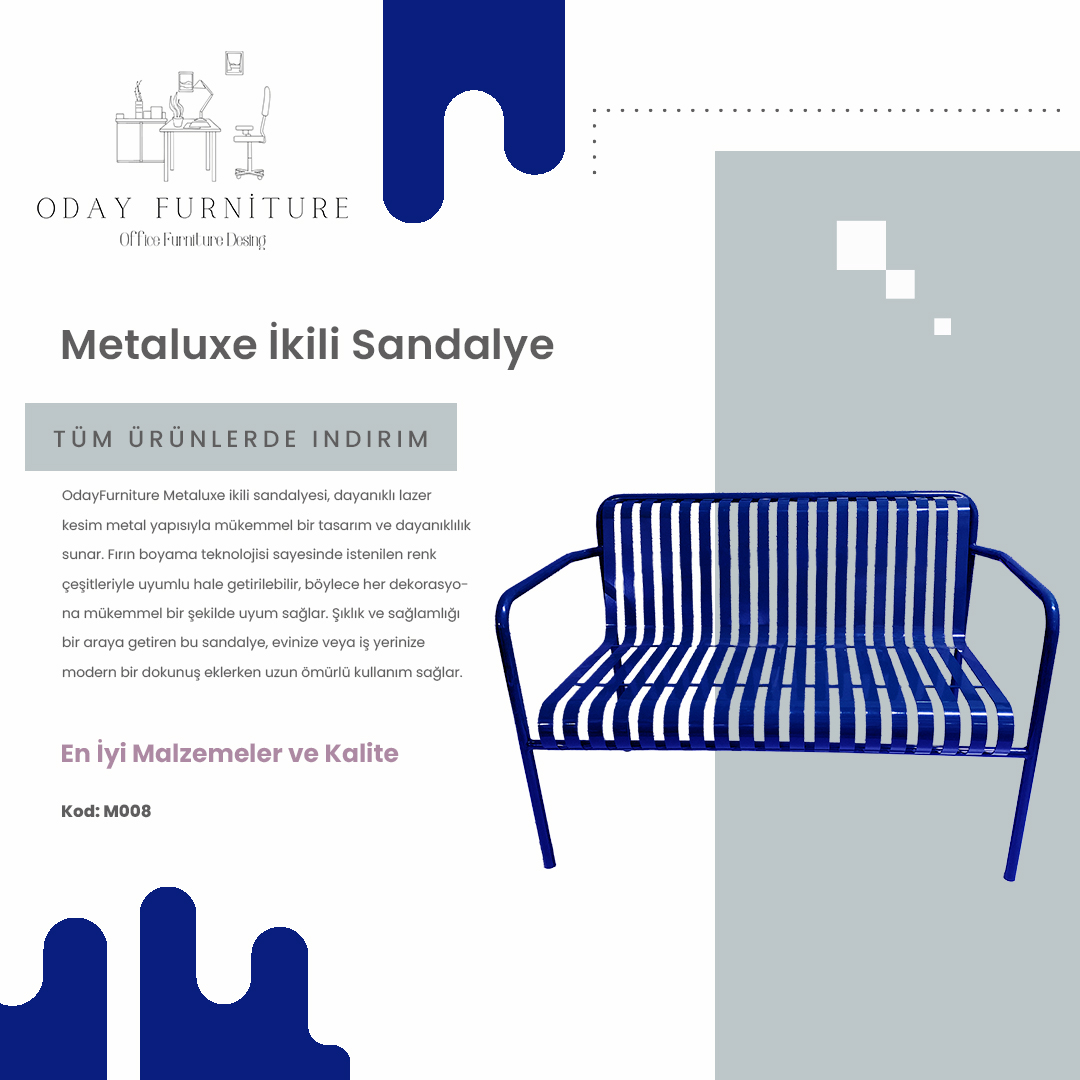 ODAY FURNİTURE
Office Furniture Desing
Metaluxe İkili Sandalye
TÜM ÜRÜNLERDE INDIRIM
OdayFurniture Metaluxe ikili sandalyesi, dayanıklı lazer
kesim metal yapısıyla mükemmel bir tasarım ve dayanıklılık
sunar. Fırın boyama teknolojisi sayesinde istenilen renk
çeşitleriyle uyumlu hale getirilebilir, böylece her dekorasyo-
na mükemmel bir şekilde uyum sağlar. Şıklık ve sağlamlığı
bir araya getiren bu sandalye, evinize veya iş yerinize
modern bir dokunuş eklerken uzun ömürlü kullanım sağlar.
En İyi Malzemeler ve Kalite
Kod: M008